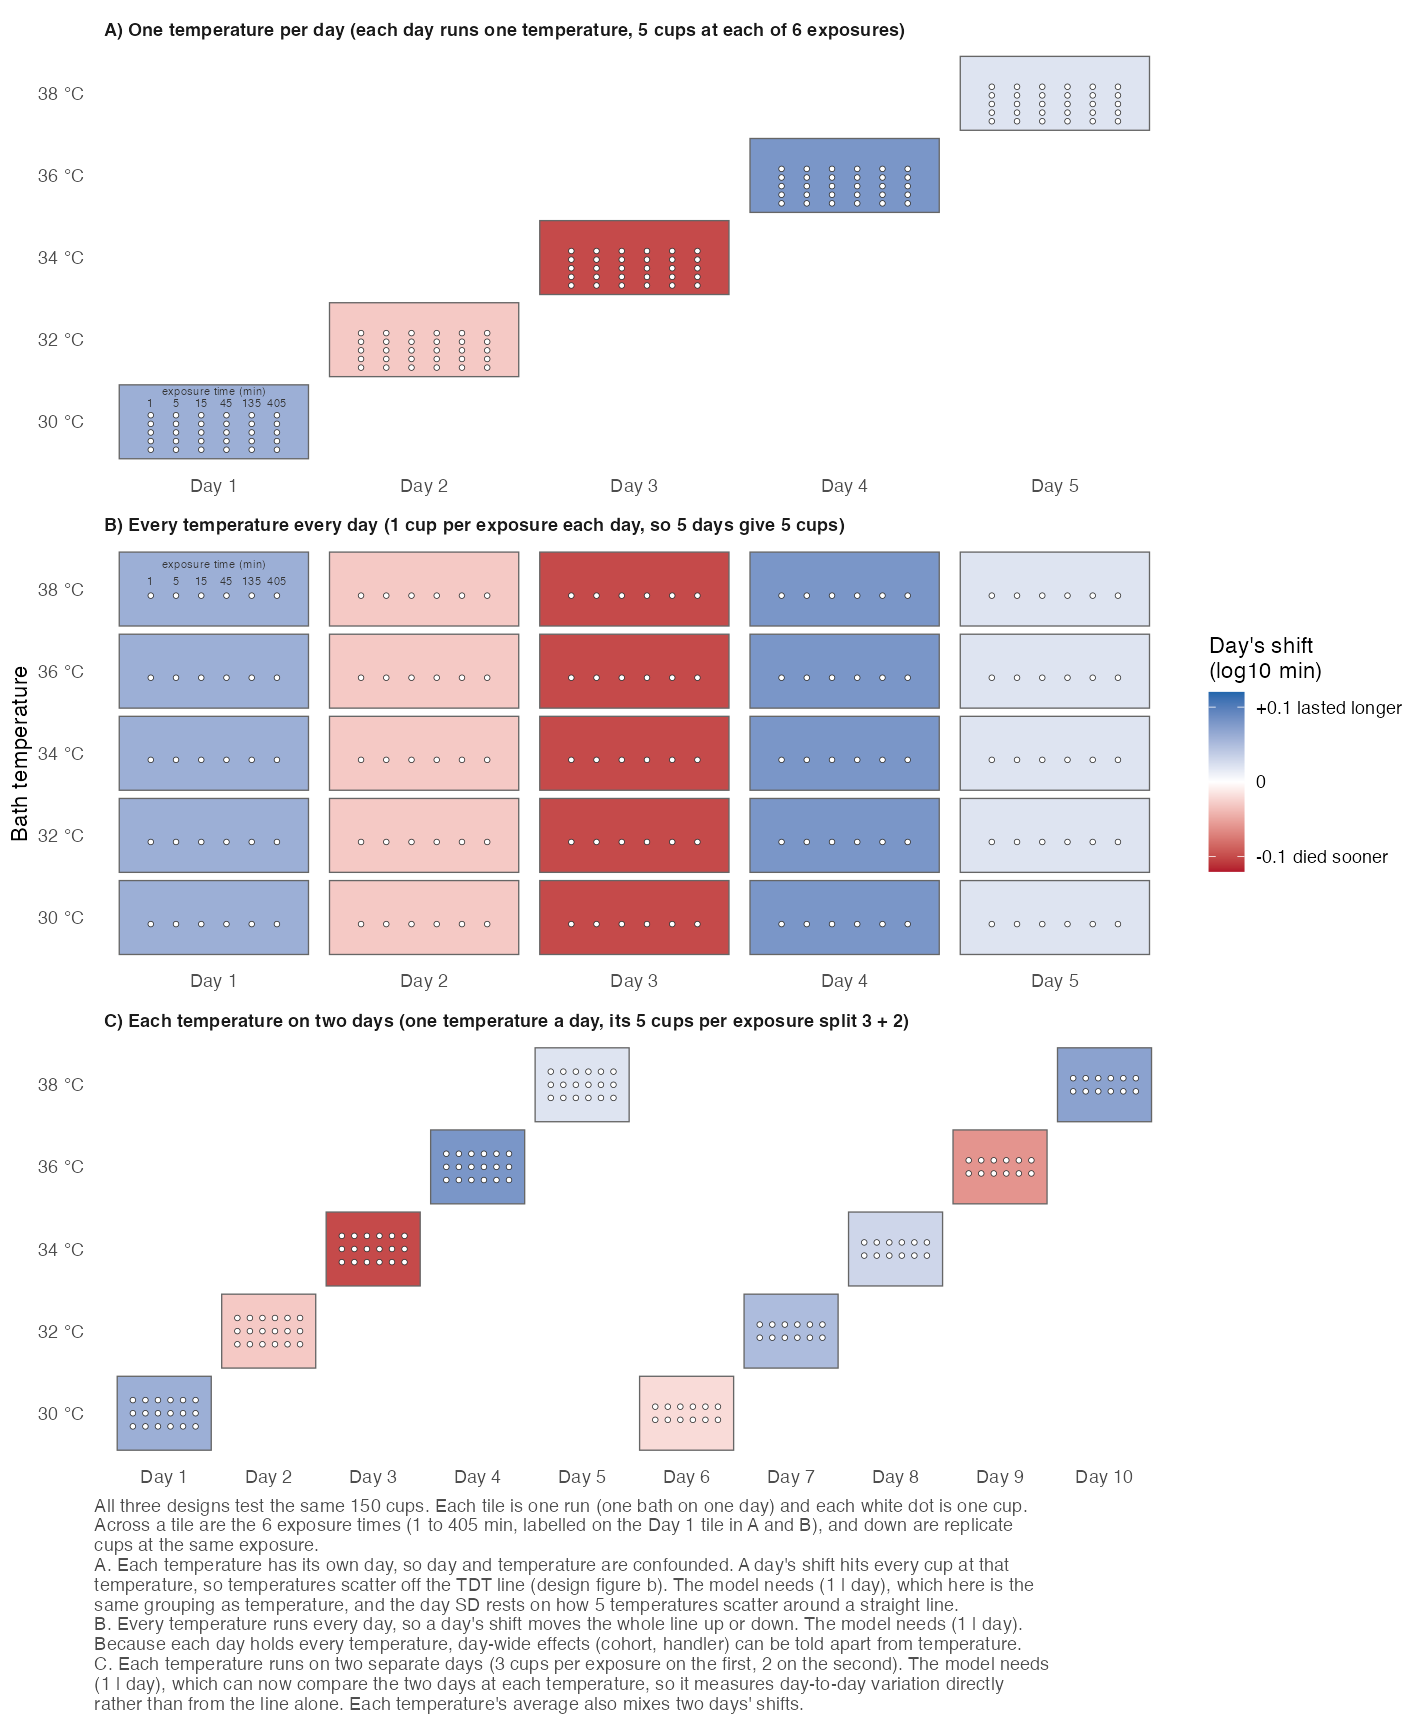 A) One temperature per day (each day runs one temperature, 5 cups at each of 6 exposures)
38 °C
36 °C
34 °C
32 °C
30 °C
exposure time (min)
1 5 15 45 135 405
Day 1 Day 2 Day 3 Day 4 Day 5
B) Every temperature every day (1 cup per exposure each day, so 5 days give 5 cups)
exposure time (min)
1 5 15 45 135 405
38 °C
36 °C
34 °C
32 °C
30 °C
Bath temperature
Day 1 Day 2 Day 3 Day 4 Day 5
Day's shift
(log10 min)
+0.1 lasted longer
0
-0.1 died sooner
C) Each temperature on two days (one temperature a day, its 5 cups per exposure split 3 + 2)
38 °C
36 °C
34 °C
32 °C
30 °C
Day 1 Day 2 Day 3 Day 4 Day 5 Day 6 Day 7 Day 8 Day 9 Day 10
All three designs test the same 150 cups. Each tile is one run (one bath on one day) and each white dot is one cup.
Across a tile are the 6 exposure times (1 to 405 min, labelled on the Day 1 tile in A and B), and down are replicate
cups at the same exposure.
A. Each temperature has its own day, so day and temperature are confounded. A day's shift hits every cup at that
temperature, so temperatures scatter off the TDT line (design figure b). The model needs (1 | day), which here is the
same grouping as temperature, and the day SD rests on how 5 temperatures scatter around a straight line.
B. Every temperature runs every day, so a day's shift moves the whole line up or down. The model needs (1 | day).
Because each day holds every temperature, day-wide effects (cohort, handler) can be told apart from temperature.
C. Each temperature runs on two separate days (3 cups per exposure on the first, 2 on the second). The model needs
(1 | day), which can now compare the two days at each temperature, so it measures day-to-day variation directly
rather than from the line alone. Each temperature's average also mixes two days' shifts.